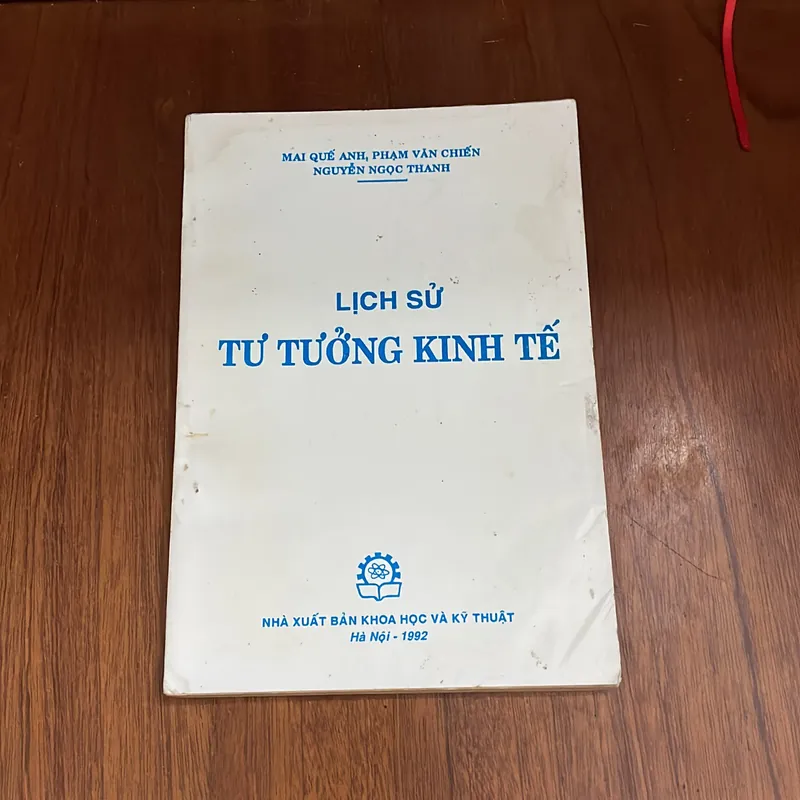 MAI QUẾ ANH, PHẠM VĂN CHIẾN
NGUYỄN NGỌC THANH
LỊCH SỬ
TƯ TƯỞNG KINH TẾ
NHÀ XUẤT BẢN KHOA HỌC VÀ KỸ THUẬT
Hà Nội - 1992